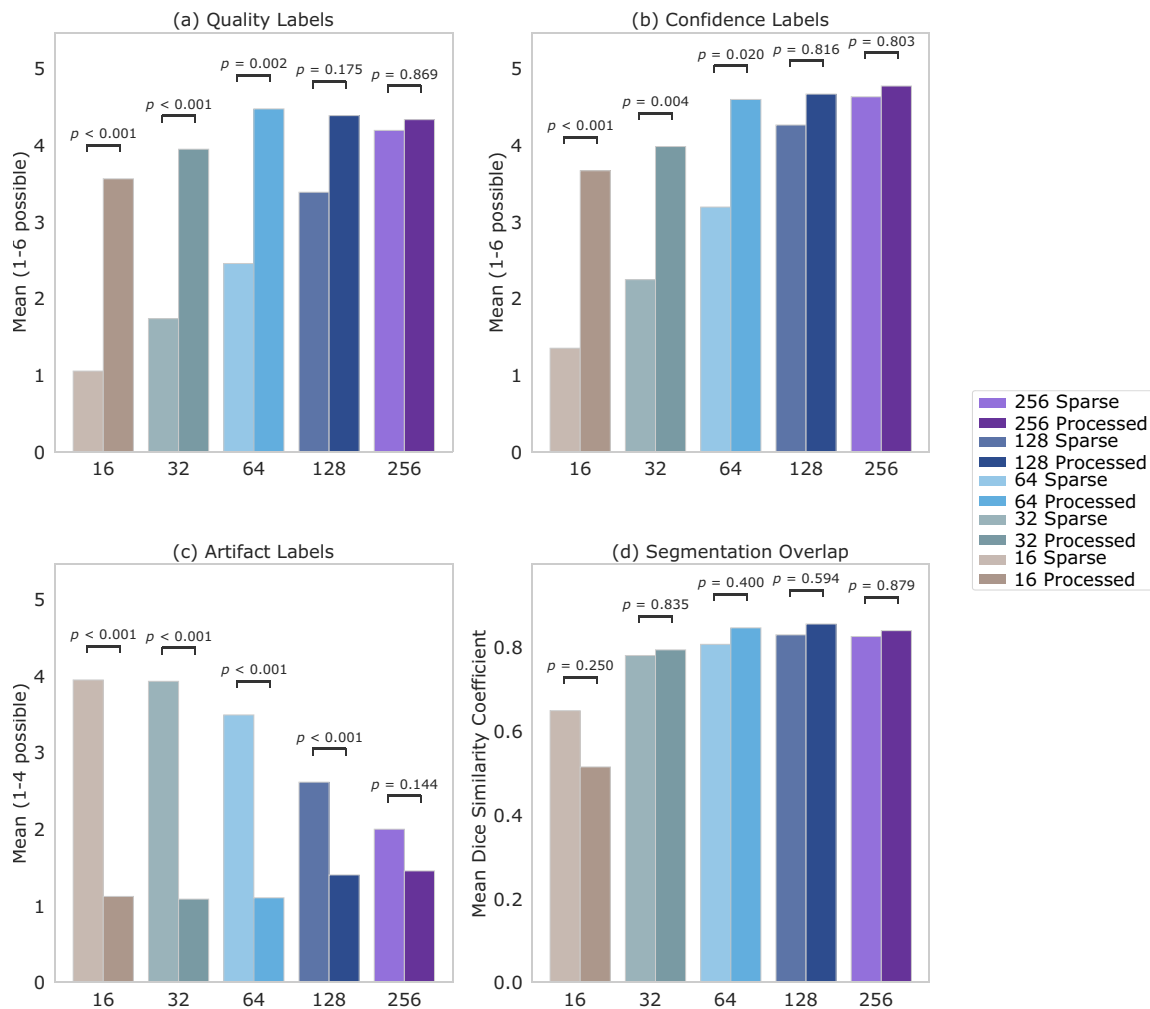 (a) Quality Labels
Mean (1-6 possible)
5
4
3
2
1
0
p < 0.001
p < 0.001
p = 0.002
p = 0.175
p = 0.869
16 32 64 128 256
(b) Confidence Labels
Mean (1-6 possible)
5
4
3
2
1
0
p < 0.001
p = 0.004
p = 0.020
p = 0.816
p = 0.803
16 32 64 128 256
256 Sparse
256 Processed
128 Sparse
128 Processed
64 Sparse
64 Processed
32 Sparse
32 Processed
16 Sparse
16 Processed
(c) Artifact Labels
Mean (1-4 possible)
5
4
3
2
1
0
p < 0.001
p < 0.001
p < 0.001
p < 0.001
p = 0.144
16 32 64 128 256
(d) Segmentation Overlap
Mean Dice Similarity Coefficient
0.8
0.6
0.4
0.2
0.0
p = 0.250
p = 0.835
p = 0.400
p = 0.594
p = 0.879
16 32 64 128 256